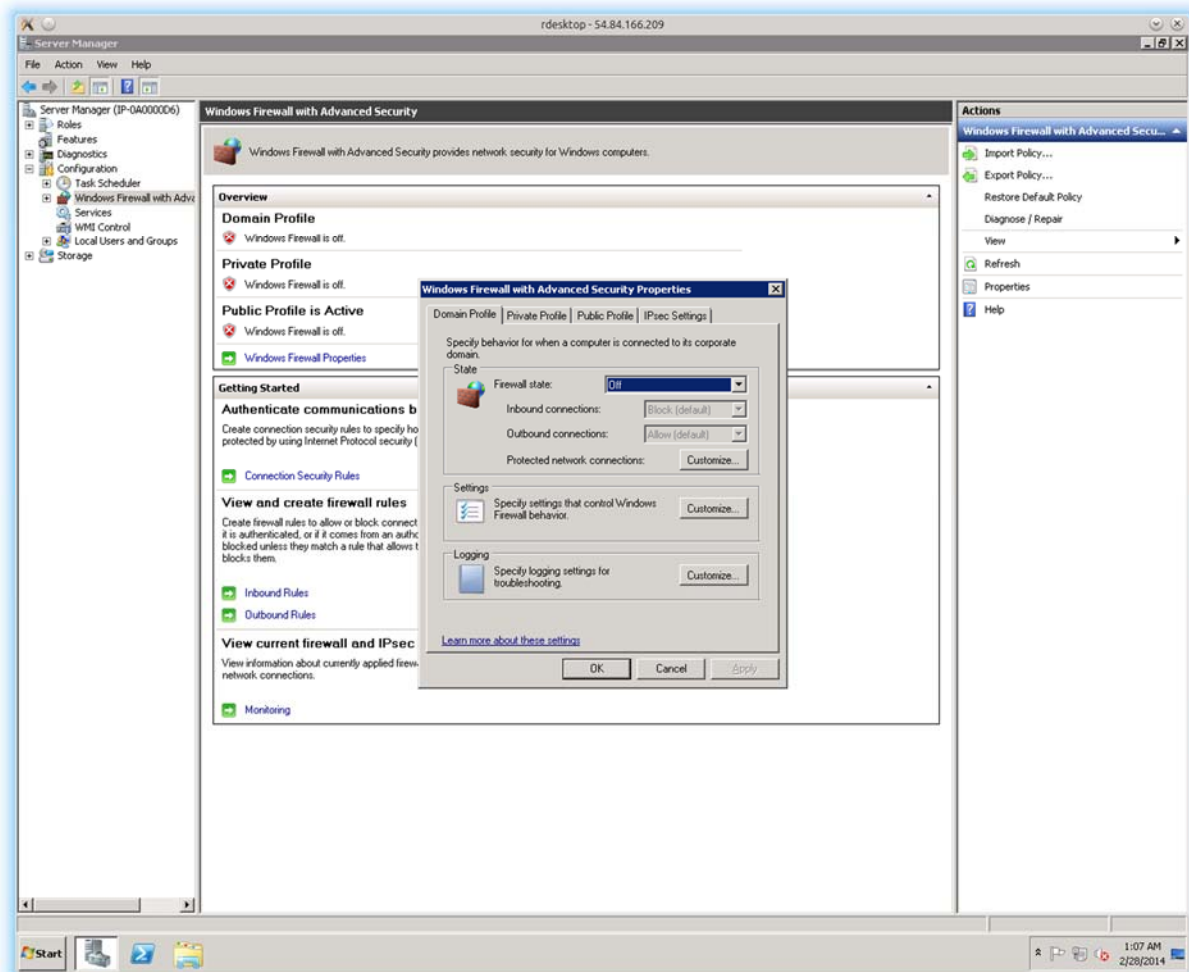 rdesktop - 54.84.166.209
Server Manager
File Action View Help
Server Manager (IP-0A0000D6)
Roles
Features
Diagnostics
Configuration
Task Scheduler
Windows Firewall with Adva
Services
WMI Control
Local Users and Groups
Storage
Windows Firewall with Advanced Security
Windows Firewall with Advanced Security provides network security for Windows computers.
Overview
Domain Profile
Windows Firewall is off.
Private Profile
Windows Firewall is off.
Public Profile is Active
Windows Firewall is off.
Windows Firewall Properties
Getting Started
Authenticate communications b
Create connection security rules to specify ho
protected by using Internet Protocol security (
Connection Security Rules
View and create firewall rules
Create firewall rules to allow or block connect
it is authenticated, or if it comes from an autho
blocked unless they match a rule that allows t
blocks them.
Inbound Rules
Outbound Rules
View current firewall and IPsec
View information about currently applied firew
network connections.
Monitoring
Windows Firewall with Advanced Security Properties
Domain Profile Private Profile Public Profile IPsec Settings
Specify behavior for when a computer is connected to its corporate
domain.
State
Firewall state: Off
Inbound connections: Block (default)
Outbound connections: Allow (default)
Protected network connections: Customize...
Settings
Specify settings that control Windows
Firewall behavior.
Customize...
Logging
Specify logging settings for
troubleshooting.
Customize...
Learn more about these settings
OK Cancel Apply
Actions
Windows Firewall with Advanced Secu...
Import Policy...
Export Policy...
Restore Default Policy
Diagnose / Repair
View
Refresh
Properties
Help
Start
1:07 AM
2/28/2014